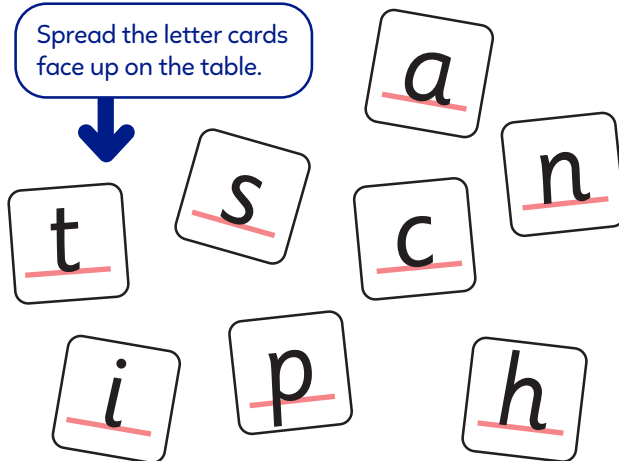 Spread the letter cards
face up on the table.
a
n
s
t
c
i
p
h